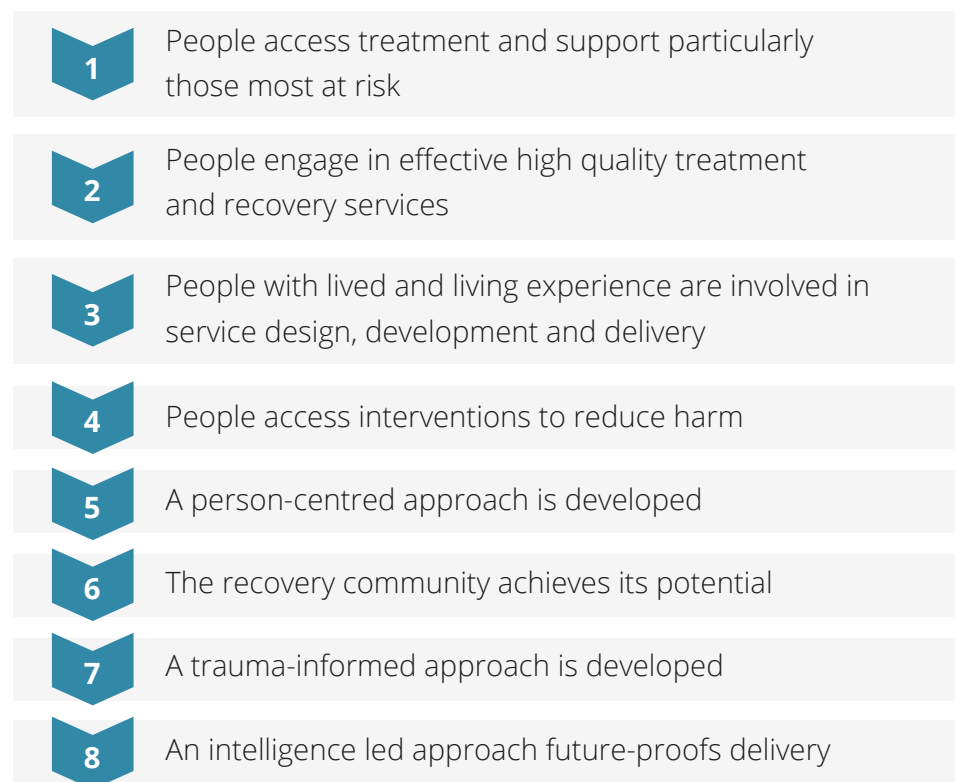 1
People access treatment and support particularly
those most at risk
2
People engage in effective high quality treatment
and recovery services
3
People with lived and living experience are involved in
service design, development and delivery
4
People access interventions to reduce harm
5
A person-centred approach is developed
6
The recovery community achieves its potential
7
A trauma-informed approach is developed
8
An intelligence led approach future-proofs delivery